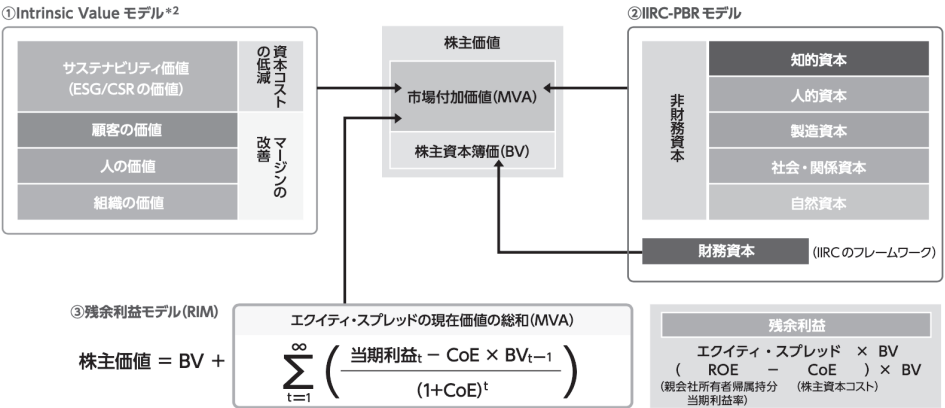 ①Intrinsic Value モデル*2
サステナビリティ価値
(ESG/CSRの価値)
資本コスト
の低減
顧客の価値
人の価値
組織の価値
マージンの
改善
株主価値
市場付加価値(MVA)
株主資本簿価(BV)
②IIRC-PBRモデル
非財務資本
知的資本
人的資本
製造資本
社会・関係資本
自然資本
財務資本
(IIRCのフレームワーク)
③残余利益モデル(RIM)
エクイティ・スプレッドの現在価値の総和(MVA)
株主価値 = BV + ∞ Σ t=1 ( 当期利益t − CoE × BVt−1 / (1+CoE)t )
残余利益
エクイティ・スプレッド × BV
( ROE − CoE ) × BV
(親会社所有者帰属持分 (株主資本コスト)
当期利益率)